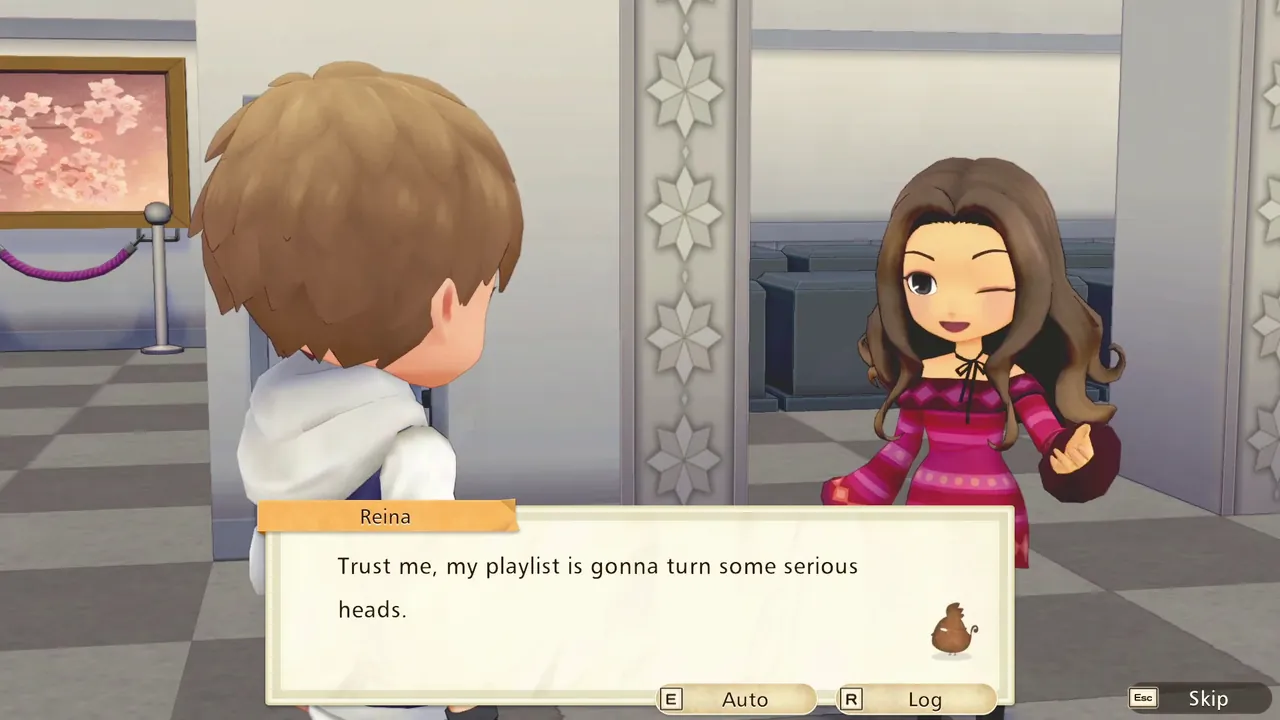 Reina
Trust me, my playlist is gonna turn some serious
heads.
E Auto R Log Esc Skip